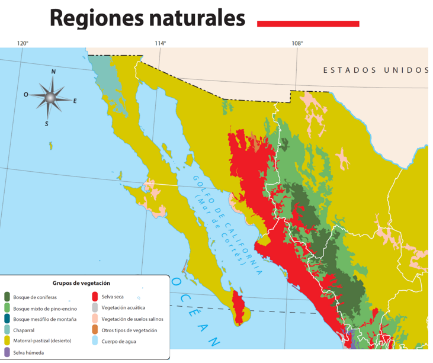 Regiones naturales
120°
114°
108°
N
O
E
S
ESTADOS UNIDOS
GOLFO DE CALIFORNIA
(Mar de Cortés)
OCÉAN
Grupos de vegetación
Bosque de coníferas
Bosque mixto de pino-encino
Bosque mesófilo de montaña
Chaparral
Matorral-pastizal (desierto)
Selva húmeda
Selva seca
Vegetación acuática
Vegetación de suelos salinos
Otros tipos de vegetación
Cuerpo de agua